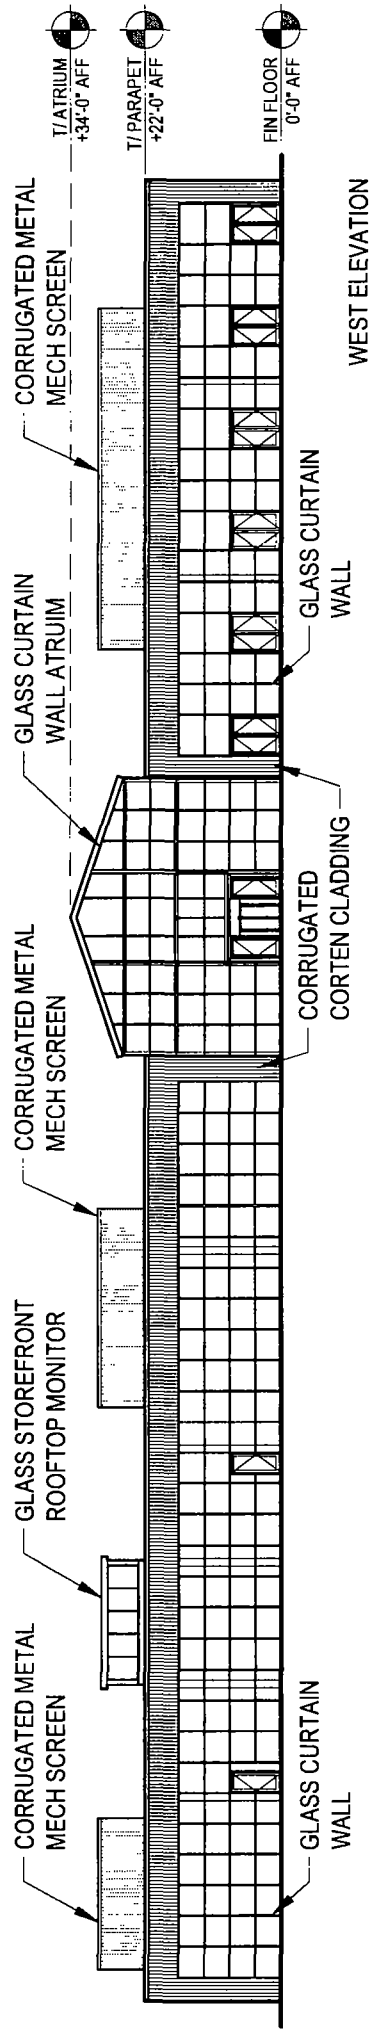 CORRUGATED METAL
MECH SCREEN
GLASS STOREFRONT
ROOFTOP MONITOR
CORRUGATED METAL
MECH SCREEN
GLASS CURTAIN
WALL ATRUIM
CORRUGATED METAL
MECH SCREEN
T/ ATRIUM
+34'-0" AFF
T/ PARAPET
+22'-0" AFF
FIN FLOOR
0'-0" AFF
GLASS CURTAIN
WALL
CORRUGATED
CORTEN CLADDING
GLASS CURTAIN
WALL
WEST ELEVATION